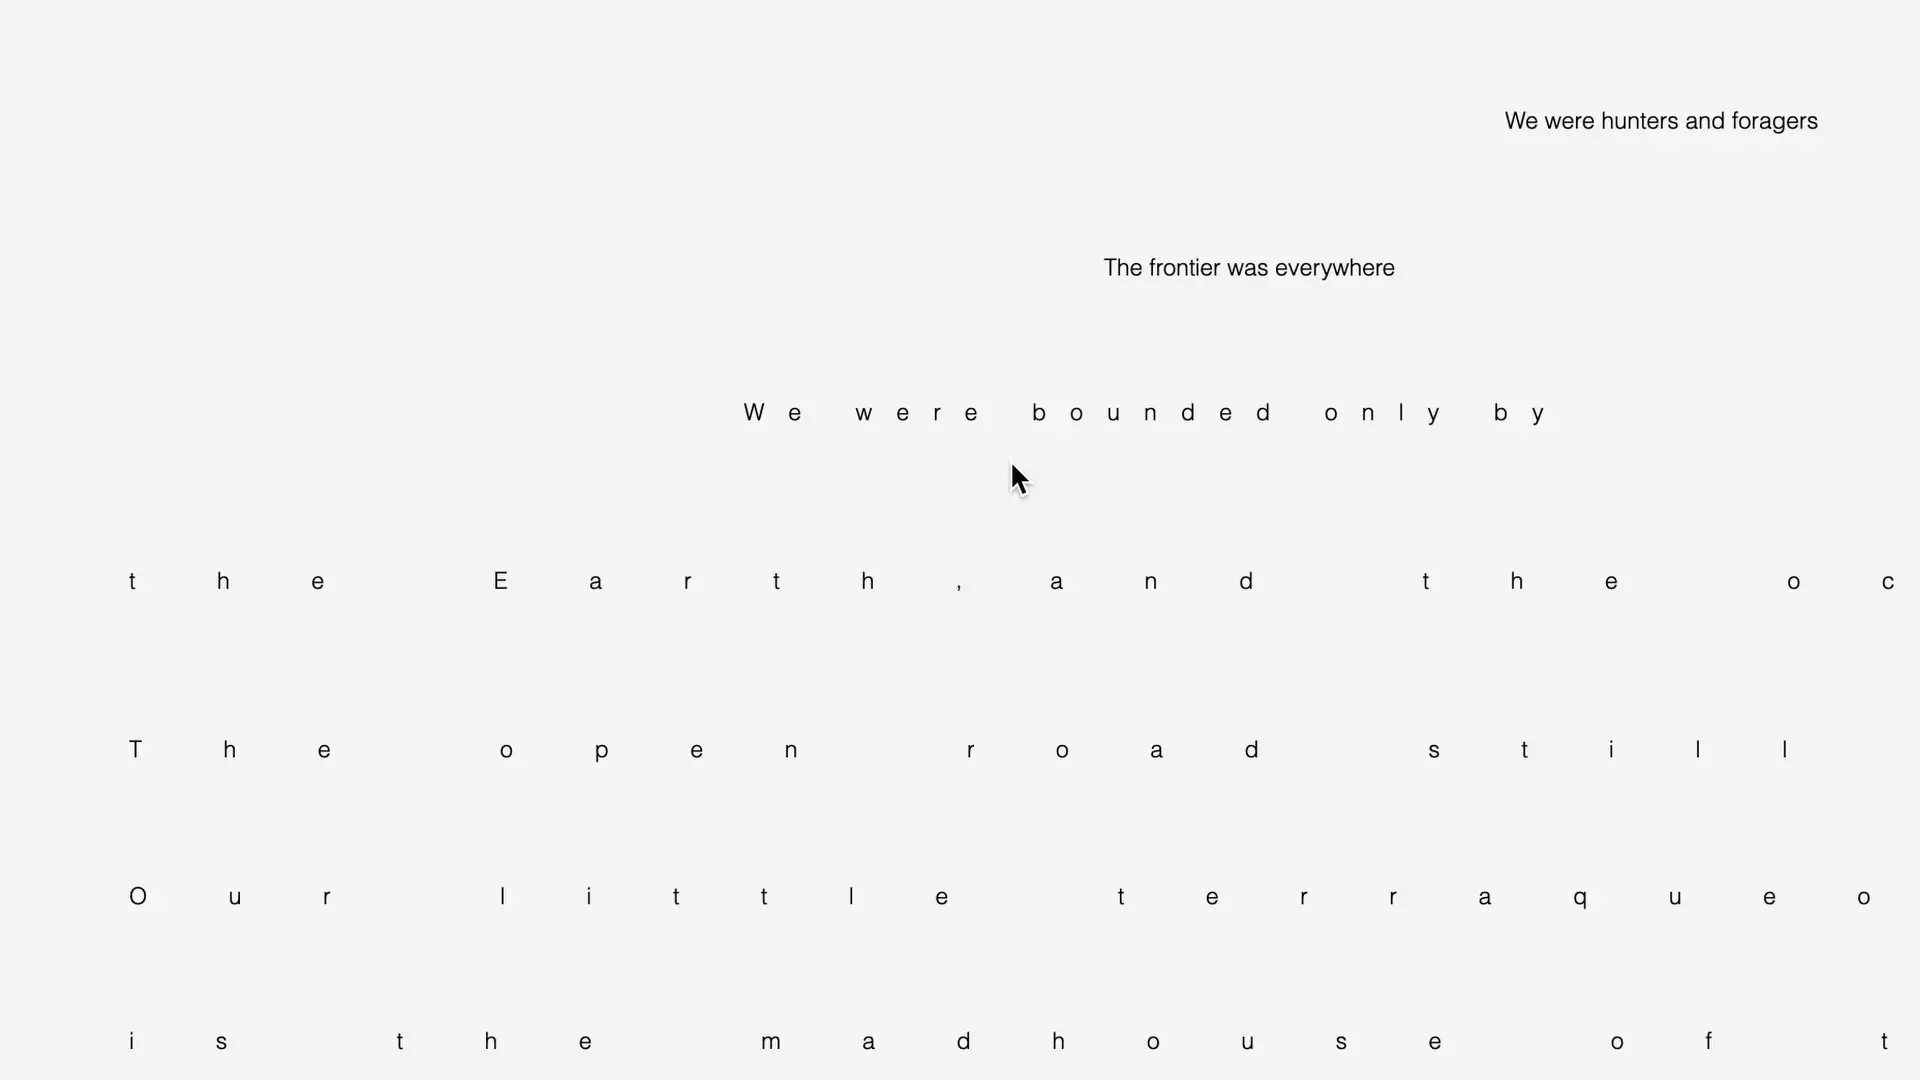 We were hunters and foragers
The frontier was everywhere
We were bounded only by
the Earth, and the oc
The open road still
Our little terraqueo
is the madhouse of t